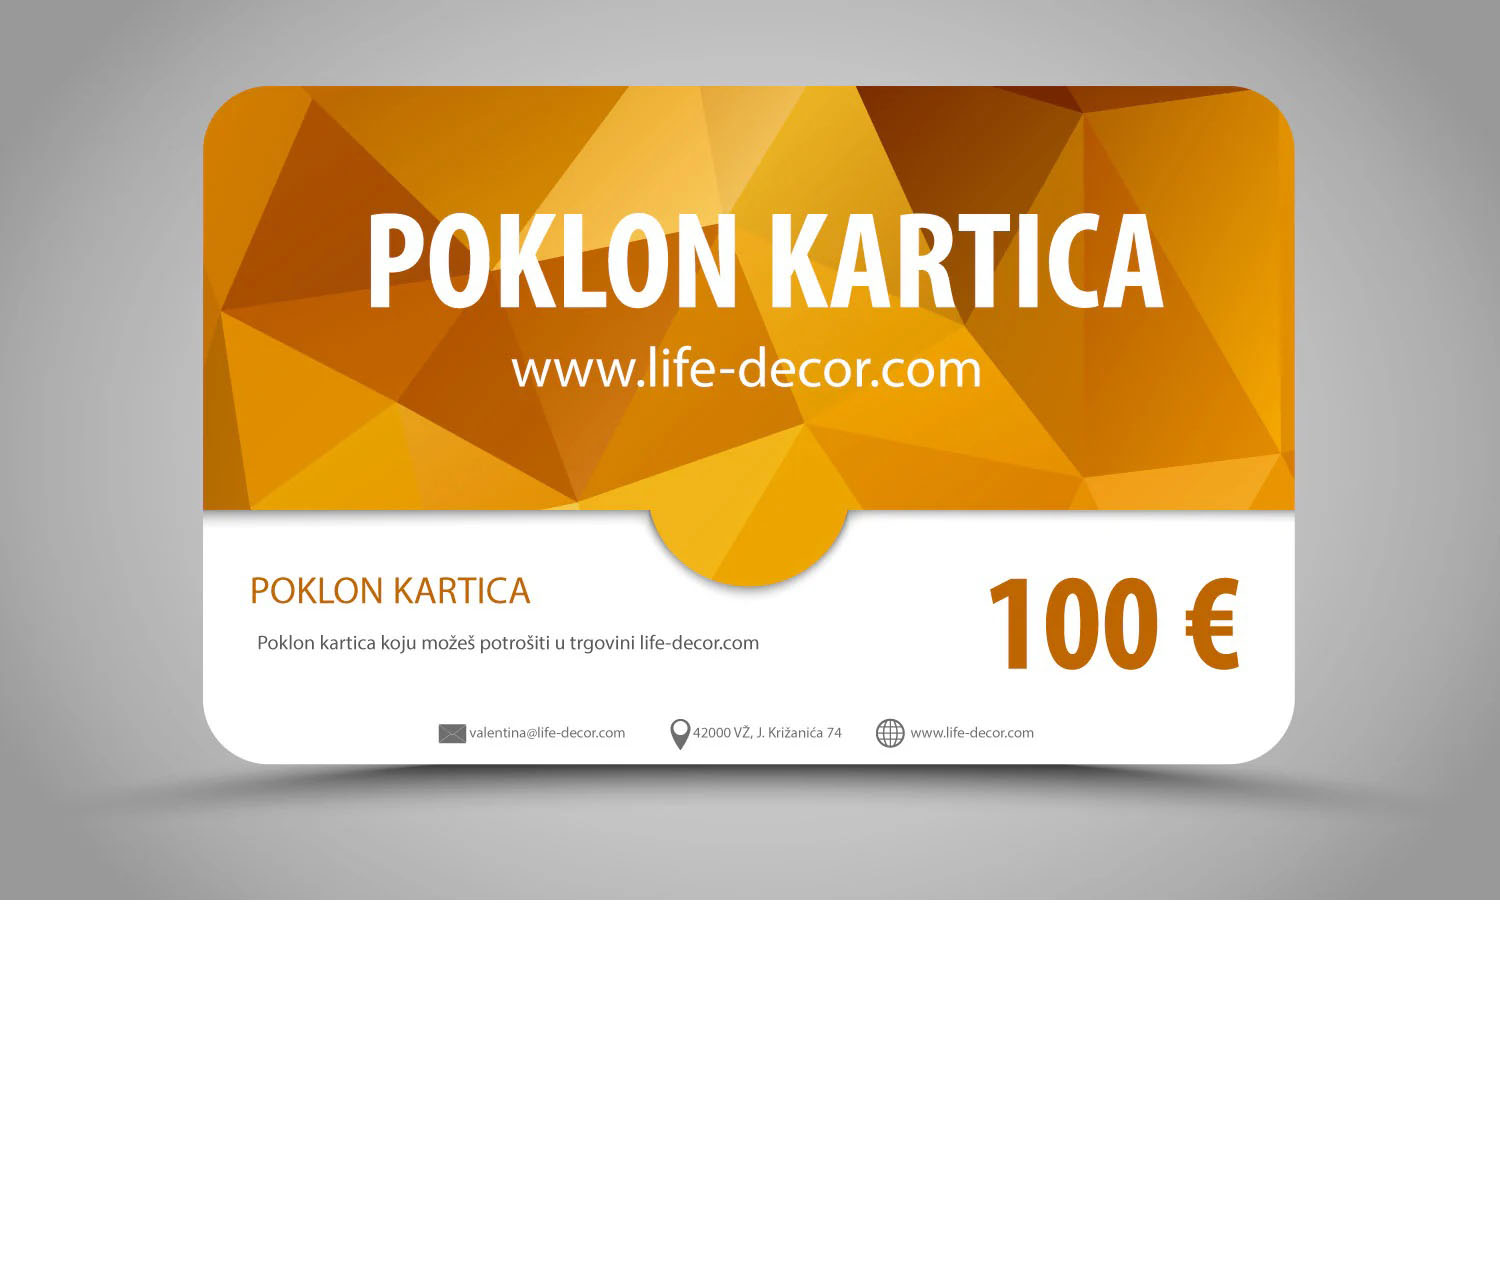 POKLON KARTICA
www.life-decor.com
POKLON KARTICA
100 €
Poklon kartica koju možeš potrošiti u trgovini life-decor.com
valentina@life-decor.com
42000 VŽ, J. Križanića 74
www.life-decor.com